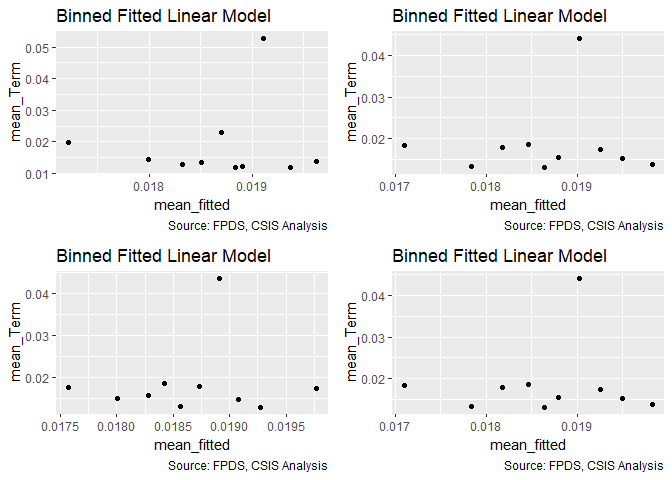 Binned Fitted Linear Model
mean_Term
0.05
0.04
0.03
0.02
0.01
0.018
0.019
mean_fitted
Source: FPDS, CSIS Analysis
Binned Fitted Linear Model
mean_Term
0.04
0.03
0.02
0.017
0.018
0.019
mean_fitted
Source: FPDS, CSIS Analysis
Binned Fitted Linear Model
mean_Term
0.04
0.03
0.02
0.0175
0.0180
0.0185
0.0190
0.0195
mean_fitted
Source: FPDS, CSIS Analysis
Binned Fitted Linear Model
mean_Term
0.04
0.03
0.02
0.017
0.018
0.019
mean_fitted
Source: FPDS, CSIS Analysis